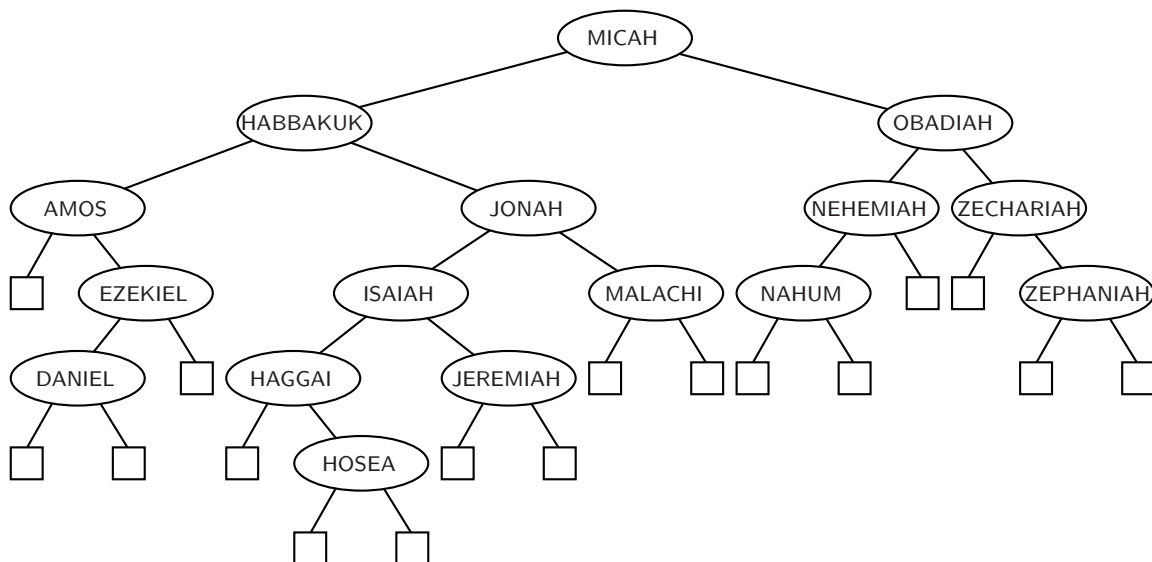 MICAH
HABBAKUK OBADIAH
AMOS JONAH NEHEMIAH ZECHARIAH
EZEKIEL ISAIAH MALACHI NAHUM ZEPHANIAH
DANIEL HAGGAI JEREMIAH
HOSEA